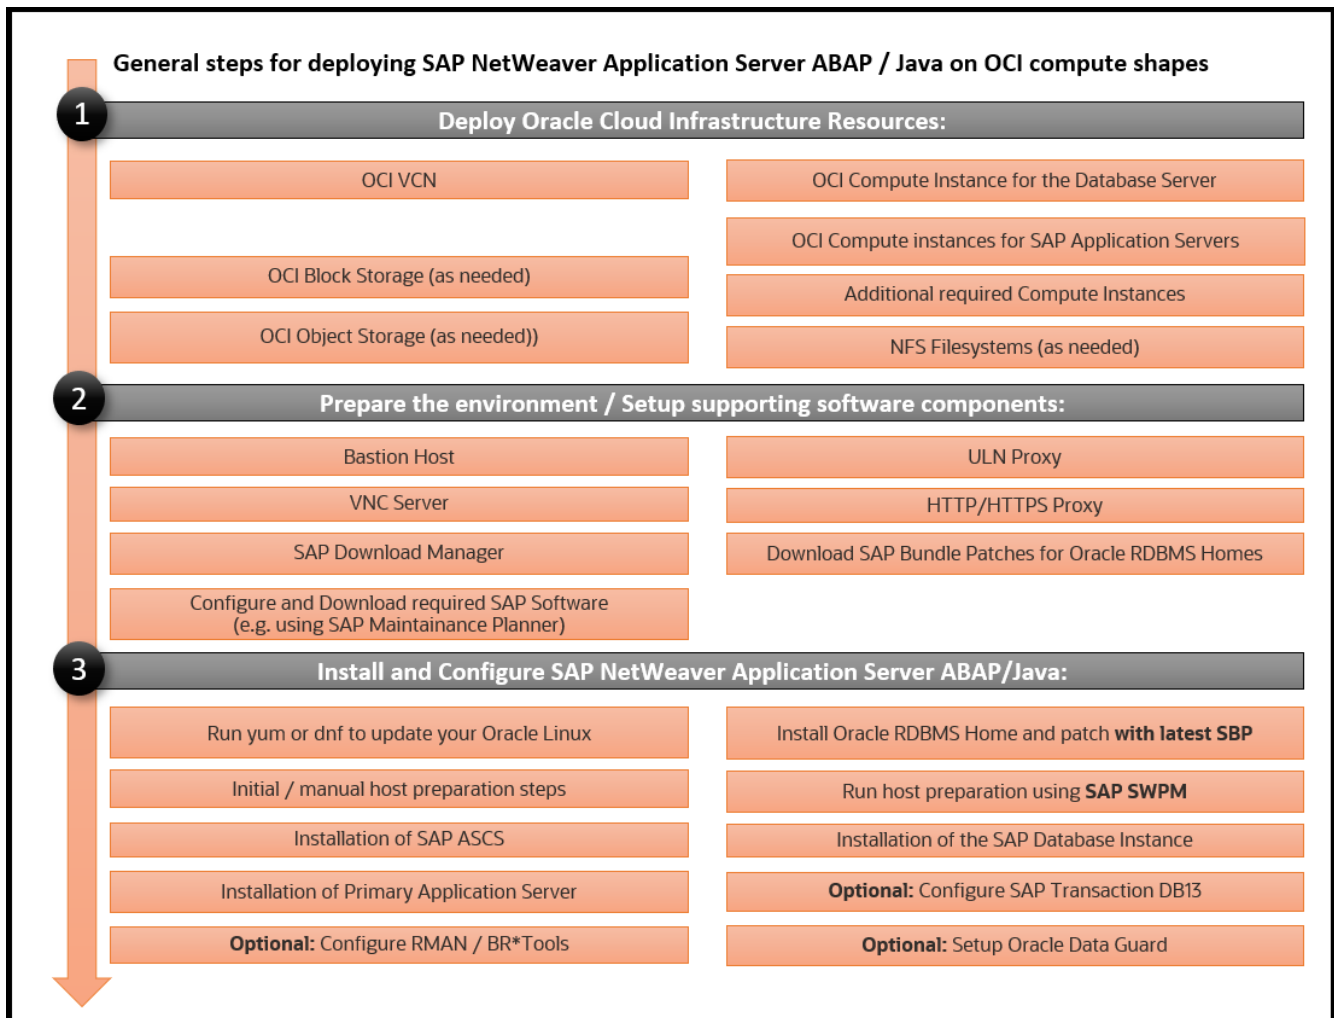 General steps for deploying SAP NetWeaver Application Server ABAP / Java on OCI compute shapes
1
Deploy Oracle Cloud Infrastructure Resources:
OCI VCN
OCI Block Storage (as needed)
OCI Object Storage (as needed))
OCI Compute Instance for the Database Server
OCI Compute instances for SAP Application Servers
Additional required Compute Instances
NFS Filesystems (as needed)
2
Prepare the environment / Setup supporting software components:
Bastion Host
VNC Server
SAP Download Manager
Configure and Download required SAP Software
(e.g. using SAP Maintainance Planner)
ULN Proxy
HTTP/HTTPS Proxy
Download SAP Bundle Patches for Oracle RDBMS Homes
3
Install and Configure SAP NetWeaver Application Server ABAP/Java:
Run yum or dnf to update your Oracle Linux
Initial / manual host preparation steps
Installation of SAP ASCS
Installation of Primary Application Server
Optional: Configure RMAN / BR*Tools
Install Oracle RDBMS Home and patch with latest SBP
Run host preparation using SAP SWPM
Installation of the SAP Database Instance
Optional: Configure SAP Transaction DB13
Optional: Setup Oracle Data Guard